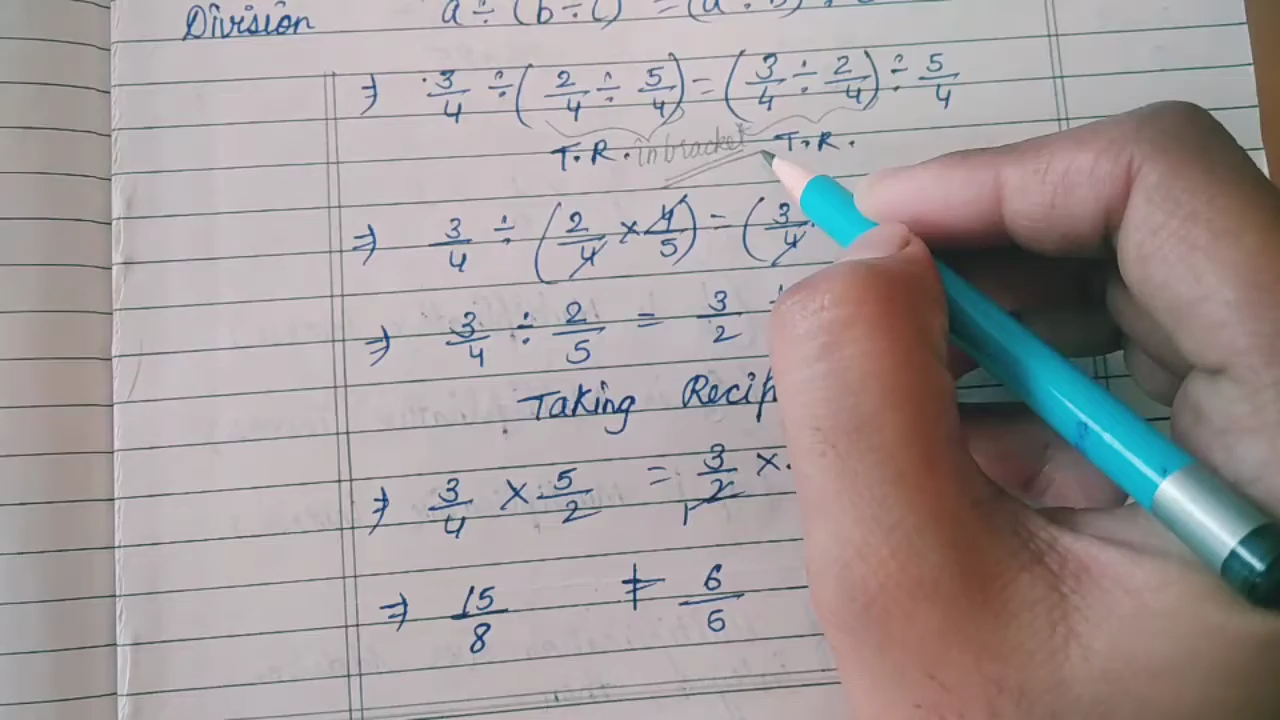 Division a ÷ (b ÷ c) = (a ÷ b) ÷
⇒ 3/4 ÷ (2/4 ÷ 5/4) = (3/4 ÷ 2/4) ÷ 5/4
T.R. in bracket T.R.
⇒ 3/4 ÷ (2/4 × 4/5) = (3/4
⇒ 3/4 ÷ 2/5 = 3/2
Taking Recip
⇒ 3/4 × 5/2 = 3/2 ×
1
⇒ 15/8 ≠ 6/5